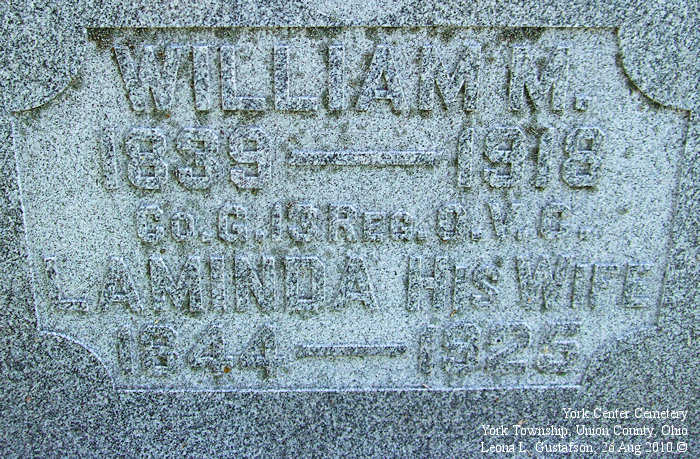 WILLIAM M.
1839 — 1918
CO. C. 13 REG. O. V. C.
LAMINDA HIS WIFE
1844 — 1925
York Center Cemetery
York Township, Union County, Ohio
Leona L. Gustafson, 26 Aug 2010 ©